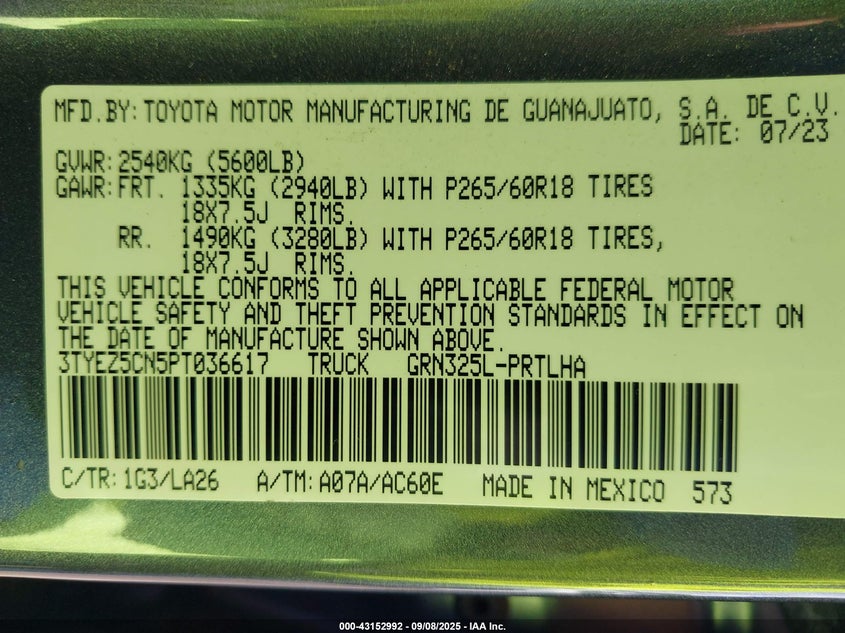 MFD.BY:TOYOTA MOTOR MANUFACTURING DE GUANAJUATO, S.A. DE C.V.
DATE: 07/23
GVWR:2540KG (5600LB)
GAWR:FRT. 1335KG (2940LB) WITH P265/60R18 TIRES
18X7.5J RIMS.
RR. 1490KG (3280LB) WITH P265/60R18 TIRES,
18X7.5J RIMS.
THIS VEHICLE CONFORMS TO ALL APPLICABLE FEDERAL MOTOR
VEHICLE SAFETY AND THEFT PREVENTION STANDARDS IN EFFECT ON
THE DATE OF MANUFACTURE SHOWN ABOVE.
3TYEZ5CN5PT036617 TRUCK GRN325L-PRTLHA
C/TR:1G3/LA26 A/TM:A07A/AC60E MADE IN MEXICO 573
000-43152992 - 09/08/2025 - IAA Inc.